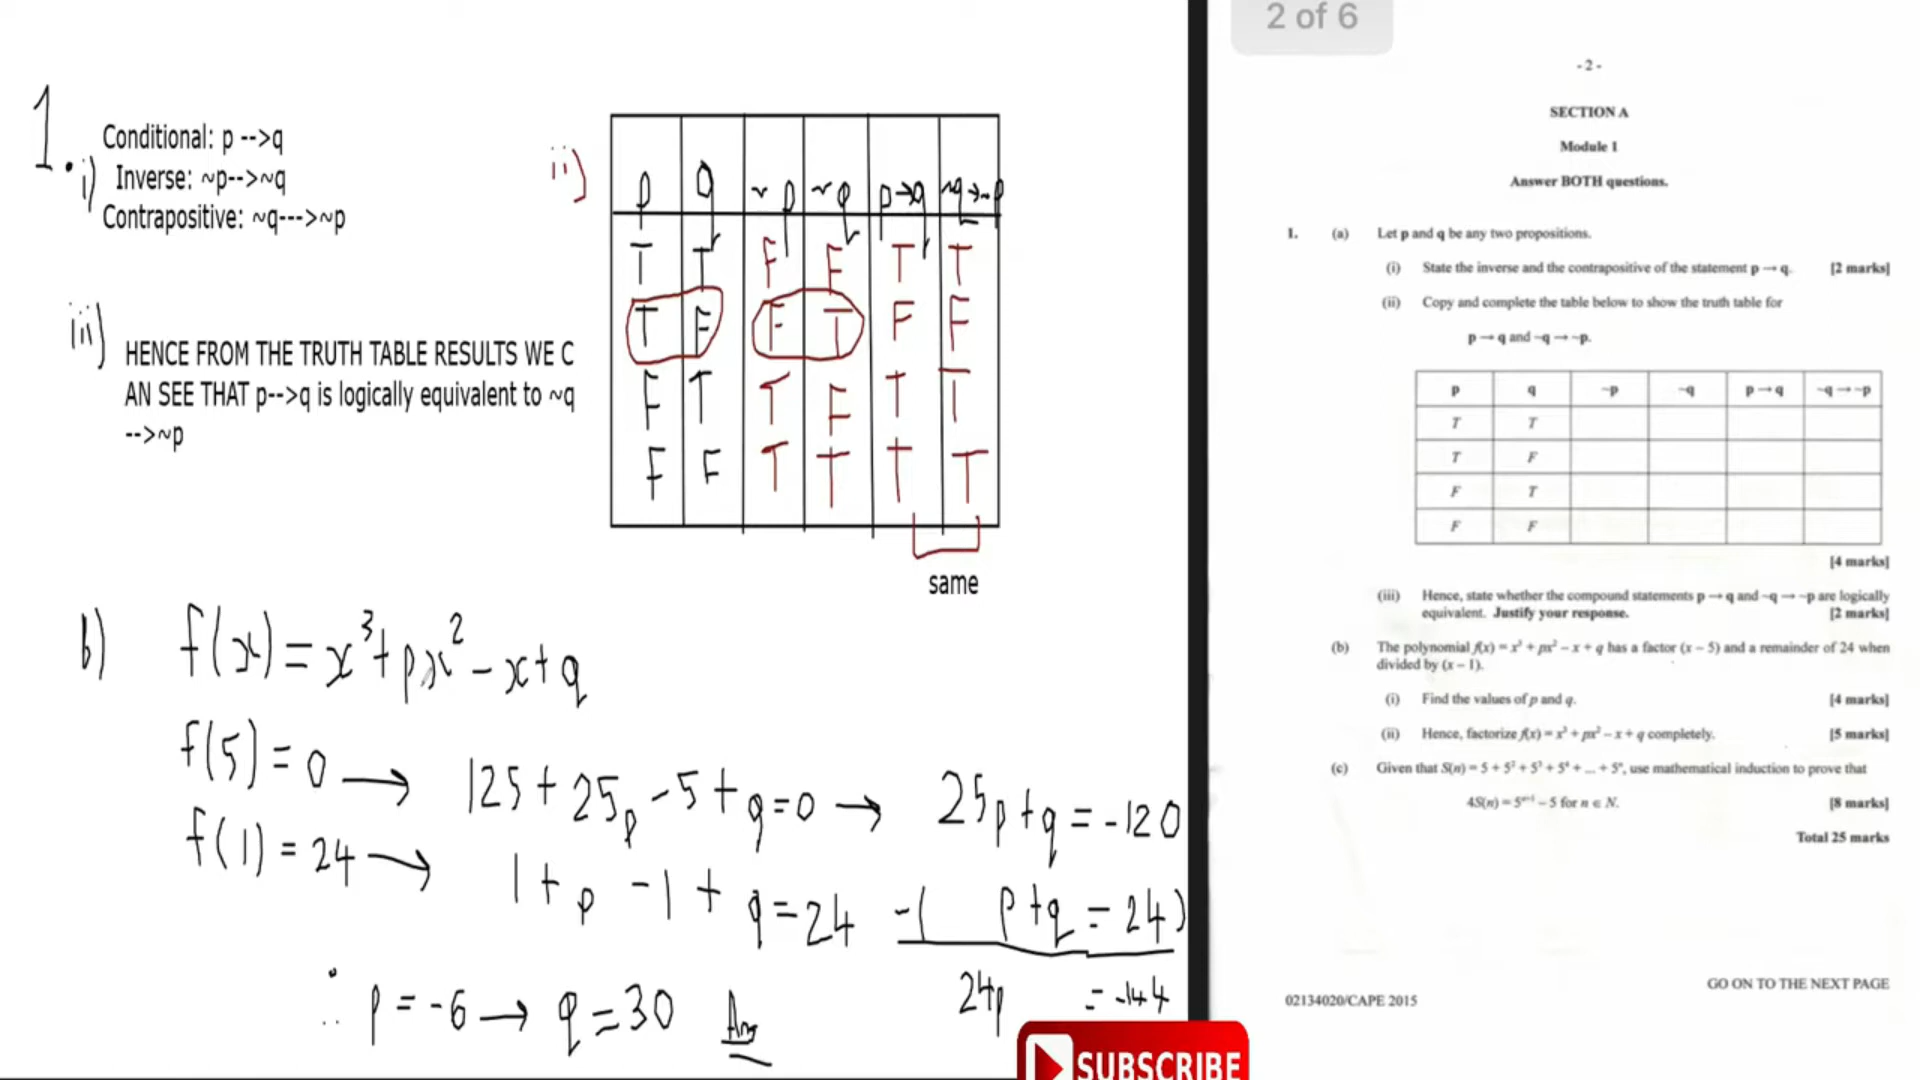 1.
i) Conditional: p -->q
Inverse: ~p-->~q
Contrapositive: ~q--->~p
ii)
p q ~p ~q p→q ~q→~p
T T F F T T
T F F T F F
F T T F T T
F F T T T T
same
iii) HENCE FROM THE TRUTH TABLE RESULTS WE C
AN SEE THAT p-->q is logically equivalent to ~q
-->~p
b) f(x) = x³ + px² - x + q
f(5) = 0 → 125 + 25p - 5 + q = 0 → 25p + q = -120
f(1) = 24 → 1 + p - 1 + q = 24 -( p + q = 24 )
24p = -144
∴ p = -6 → q = 30 Ans
SUBSCRIBE
2 of 6
- 2 -
SECTION A
Module 1
Answer BOTH questions.
1. (a) Let p and q be any two propositions.
(i) State the inverse and the contrapositive of the statement p → q. [2 marks]
(ii) Copy and complete the table below to show the truth table for
p → q and ~q → ~p.
p q ~p ~q p → q ~q → ~p
T T
T F
F T
F F
[4 marks]
(iii) Hence, state whether the compound statements p → q and ~q → ~p are logically
equivalent. Justify your response. [2 marks]
(b) The polynomial f(x) = x³ + px² – x + q has a factor (x – 5) and a remainder of 24 when
divided by (x – 1).
(i) Find the values of p and q. [4 marks]
(ii) Hence, factorize f(x) = x³ + px² – x + q completely. [5 marks]
(c) Given that S(n) = 5 + 5² + 5³ + 5⁴ + ... + 5ⁿ, use mathematical induction to prove that
4S(n) = 5ⁿ⁺¹ – 5 for n ∈ N. [8 marks]
Total 25 marks
GO ON TO THE NEXT PAGE
02134020/CAPE 2015